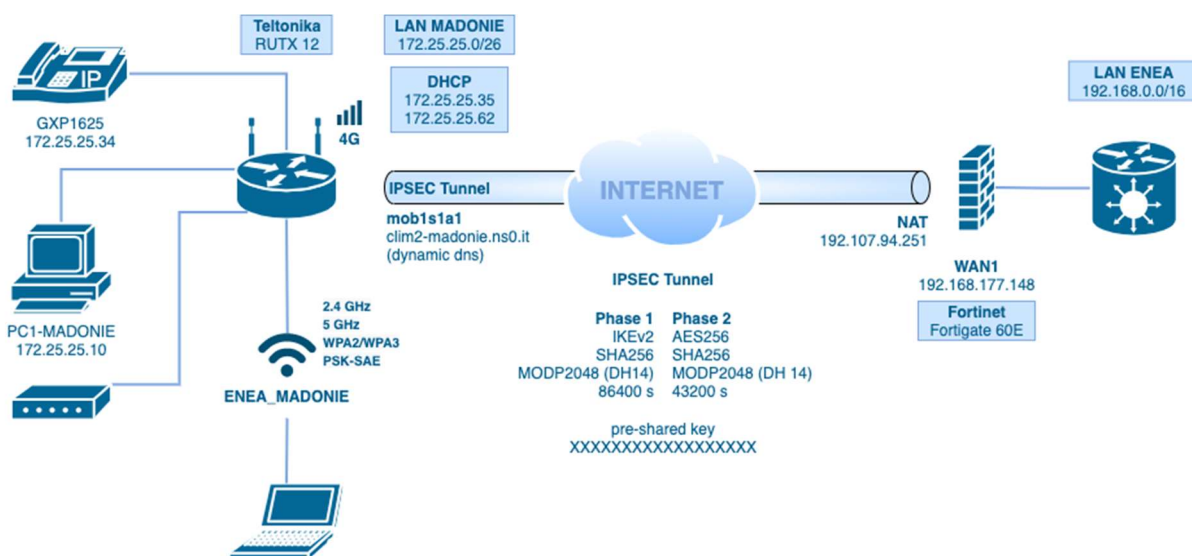 Teltonika
RUTX 12
LAN MADONIE
172.25.25.0/26
DHCP
172.25.25.35
172.25.25.62
LAN ENEA
192.168.0.0/16
IP
GXP1625
172.25.25.34
4G
IPSEC Tunnel
INTERNET
mob1s1a1
clim2-madonie.ns0.it
(dynamic dns)
NAT
192.107.94.251
WAN1
192.168.177.148
Fortinet
Fortigate 60E
PC1-MADONIE
172.25.25.10
2.4 GHz
5 GHz
WPA2/WPA3
PSK-SAE
ENEA_MADONIE
IPSEC Tunnel
Phase 1 Phase 2
IKEv2 AES256
SHA256 SHA256
MODP2048 (DH14) MODP2048 (DH 14)
86400 s 43200 s
pre-shared key
XXXXXXXXXXXXXXXXX